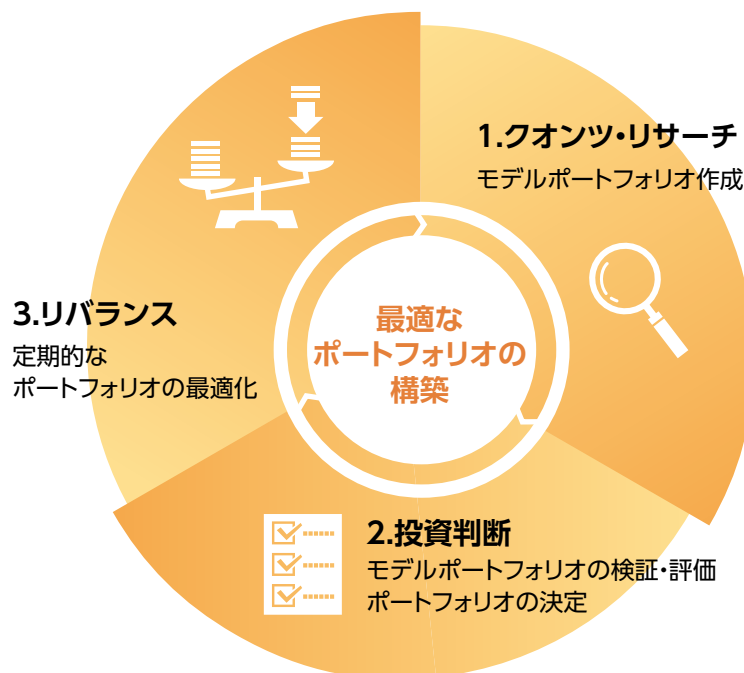 1.クオンツ・リサーチ
モデルポートフォリオ作成
最適な
ポートフォリオの
構築
3.リバランス
定期的な
ポートフォリオの最適化
2.投資判断
モデルポートフォリオの検証・評価
ポートフォリオの決定